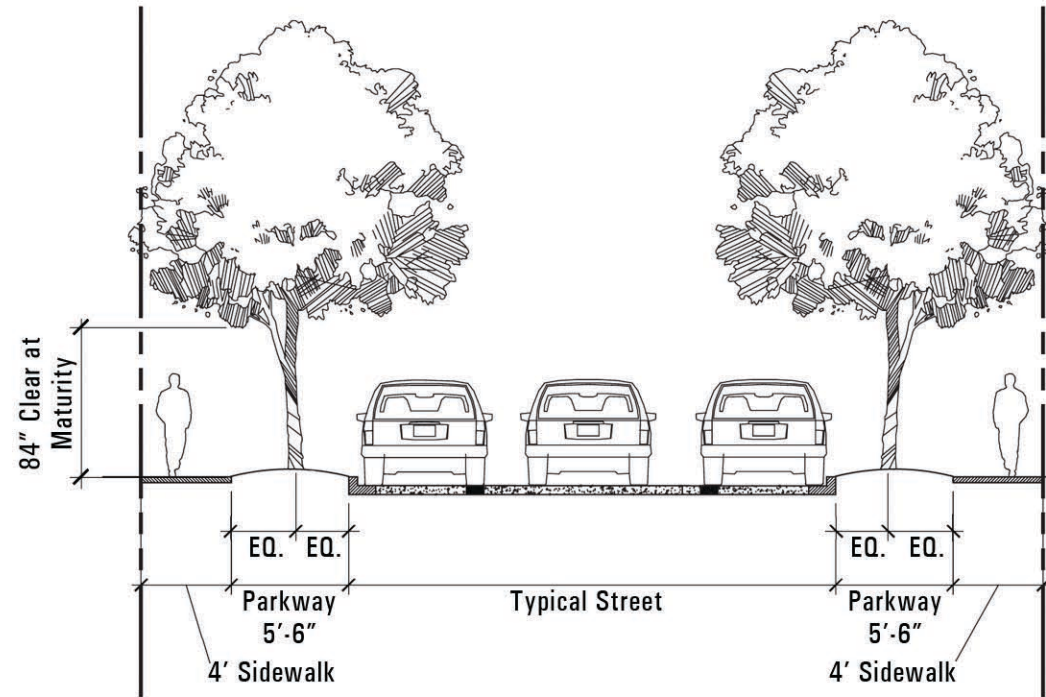 84" Clear at
Maturity
EQ. EQ.
EQ. EQ.
Parkway
5'-6"
Typical Street
Parkway
5'-6"
4' Sidewalk
4' Sidewalk